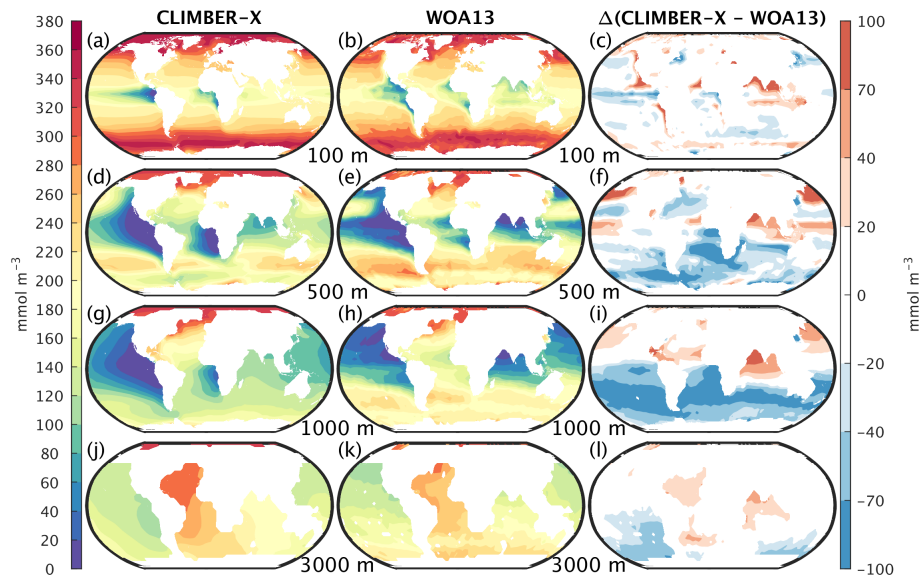 CLIMBER-X WOA13 Δ(CLIMBER-X - WOA13)
380
360
340
320
300
280
260
240
220
200
180
160
140
120
100
80
60
40
20
0
mmol m⁻³
(a) (b) (c)
100 m 100 m
(d) (e) (f)
500 m 500 m
(g) (h) (i)
1000 m 1000 m
(j) (k) (l)
3000 m 3000 m
100
70
40
20
0
-20
-40
-70
-100
mmol m⁻³